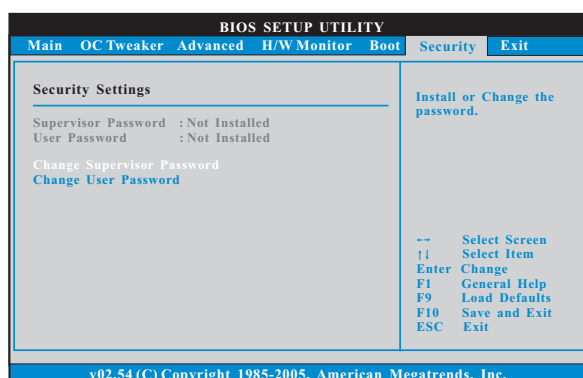 BIOS SETUP UTILITY
Main OC Tweaker Advanced H/W Monitor Boot Security Exit
Security Settings
Supervisor Password : Not Installed
User Password : Not Installed
Change Supervisor Password
Change User Password
Install or Change the
password.
←→ Select Screen
↑↓ Select Item
Enter Change
F1 General Help
F9 Load Defaults
F10 Save and Exit
ESC Exit
v02.54 (C) Copyright 1985-2005, American Megatrends, Inc.